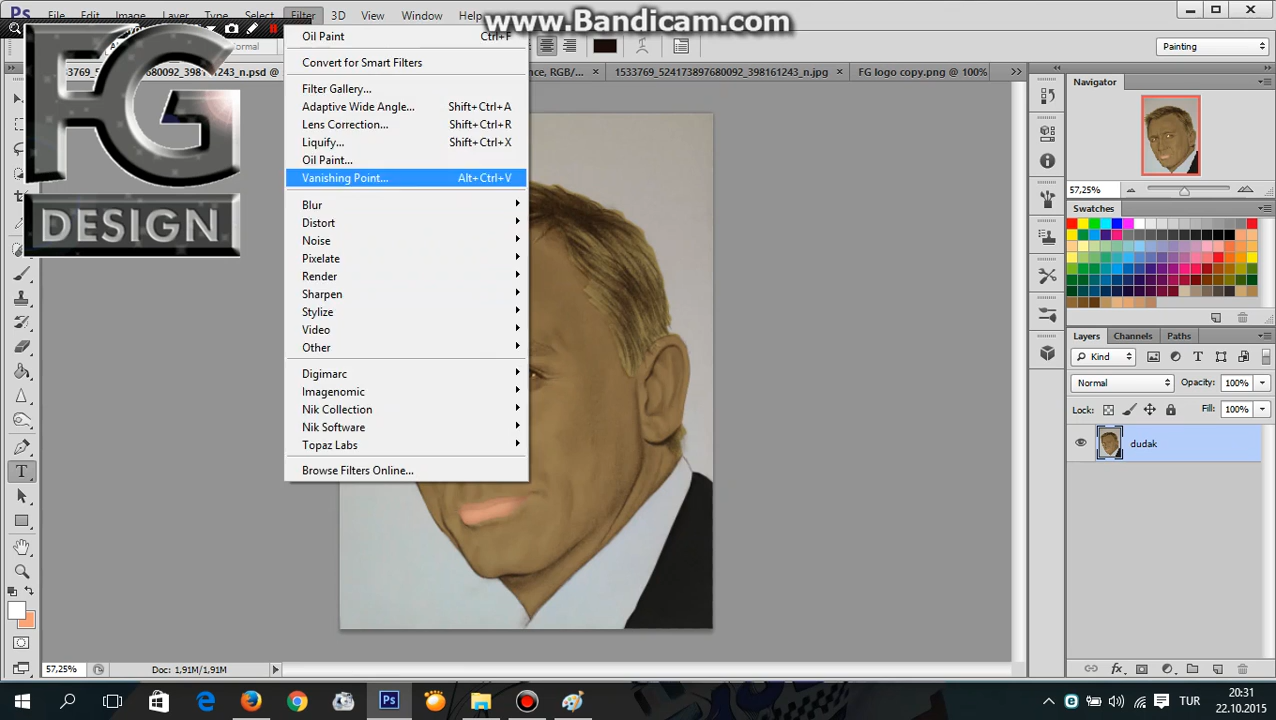 www.Bandicam.com
File Edit Image Layer Type Select Filter 3D View Window Help
Normal
Painting
680092_398161243_n.psd @
ence, RGB/...
1533769_524173897680092_398161243_n.jpg
FG logo copy.png @ 100%
FG
DESIGN
Oil Paint Ctrl+F
Convert for Smart Filters
Filter Gallery...
Adaptive Wide Angle... Shift+Ctrl+A
Lens Correction... Shift+Ctrl+R
Liquify... Shift+Ctrl+X
Oil Paint...
Vanishing Point... Alt+Ctrl+V
Blur
Distort
Noise
Pixelate
Render
Sharpen
Stylize
Video
Other
Digimarc
Imagenomic
Nik Collection
Nik Software
Topaz Labs
Browse Filters Online...
Navigator
57,25%
Swatches
Layers Channels Paths
Kind
Normal Opacity: 100%
Lock: Fill: 100%
dudak
57,25% Doc: 1,91M/1,91M
TUR
20:31
22.10.2015